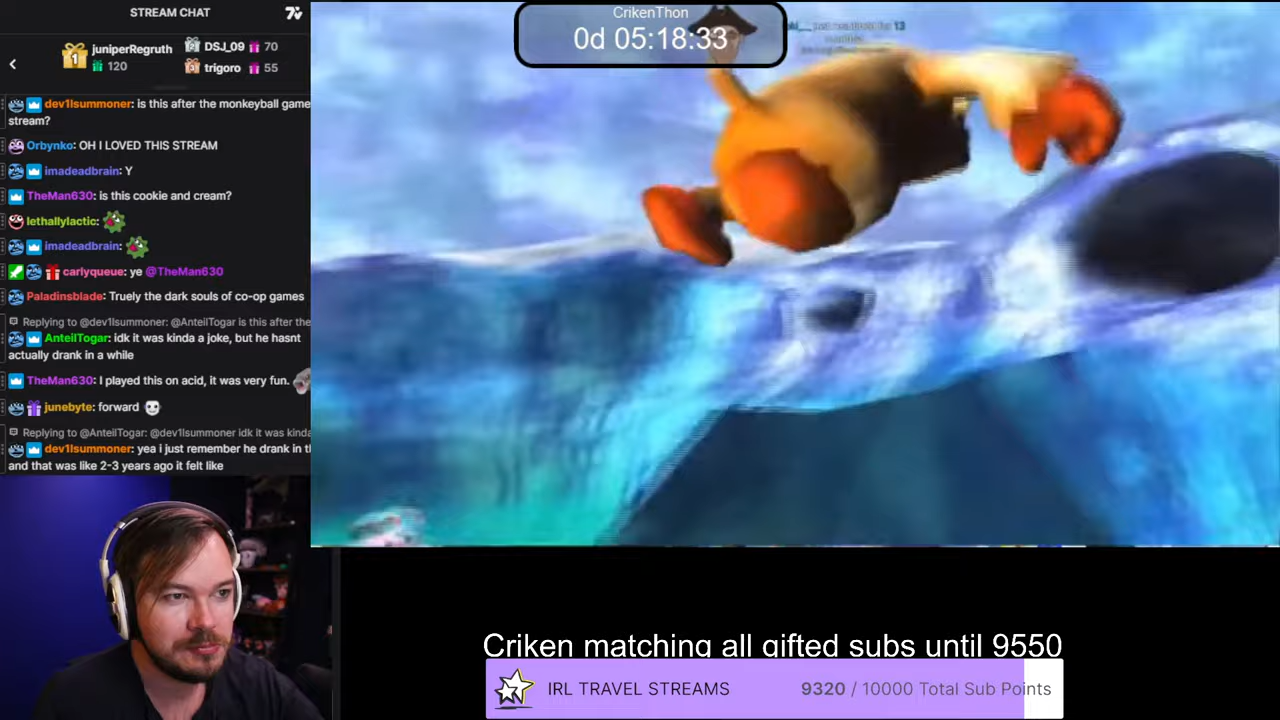 STREAM CHAT
juniperRegruth
120
DSJ_09 70
trigoro 55
dev1lsummoner: is this after the monkeyball game
stream?
Orbynko: OH I LOVED THIS STREAM
imadeadbrain: Y
TheMan630: is this cookie and cream?
lethallylactic:
imadeadbrain:
carlyqueue: ye @TheMan630
Paladinsblade: Truely the dark souls of co-op games
Replying to @dev1lsummoner: @AnteilTogar is this after the
AnteilTogar: idk it was kinda a joke, but he hasnt
actually drank in a while
TheMan630: I played this on acid, it was very fun.
junebyte: forward
Replying to @AnteilTogar: @dev1lsummoner idk it was kinda
dev1lsummoner: yea i just remember he drank in th
and that was like 2-3 years ago it felt like
CrikenThon
0d 05:18:33
Criken matching all gifted subs until 9550
IRL TRAVEL STREAMS 9320 / 10000 Total Sub Points